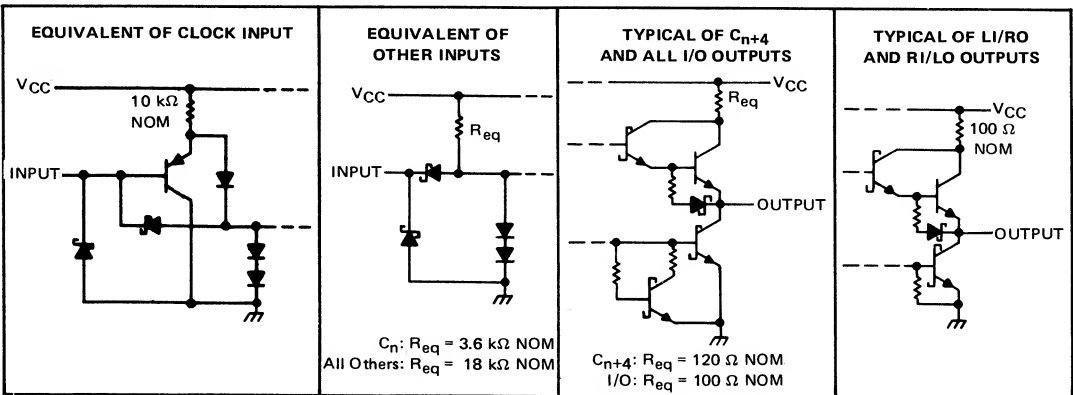 EQUIVALENT OF CLOCK INPUT
VCC
10 kΩ
NOM
INPUT
EQUIVALENT OF
OTHER INPUTS
VCC
Req
INPUT
Cn: Req = 3.6 kΩ NOM
All Others: Req = 18 kΩ NOM
TYPICAL OF Cn+4
AND ALL I/O OUTPUTS
VCC
Req
OUTPUT
Cn+4: Req = 120 Ω NOM
I/O: Req = 100 Ω NOM
TYPICAL OF LI/RO
AND RI/LO OUTPUTS
VCC
100 Ω
NOM
OUTPUT